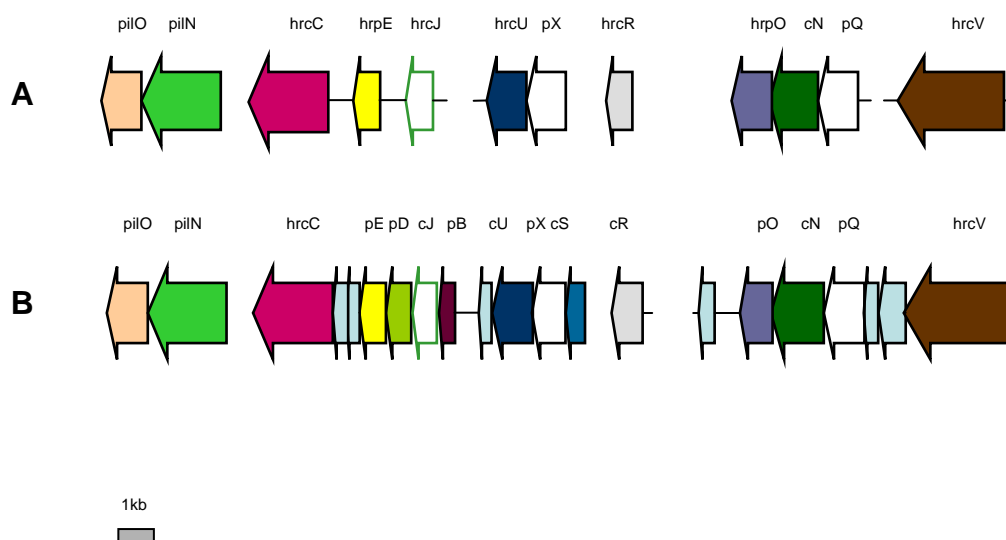 pilO pilN hrcC hrpE hrcJ hrcU pX hrcR hrpO cN pQ hrcV
A
pilO pilN hrcC pE pD cJ pB cU pX cS cR pO cN pQ hrcV
B
1kb